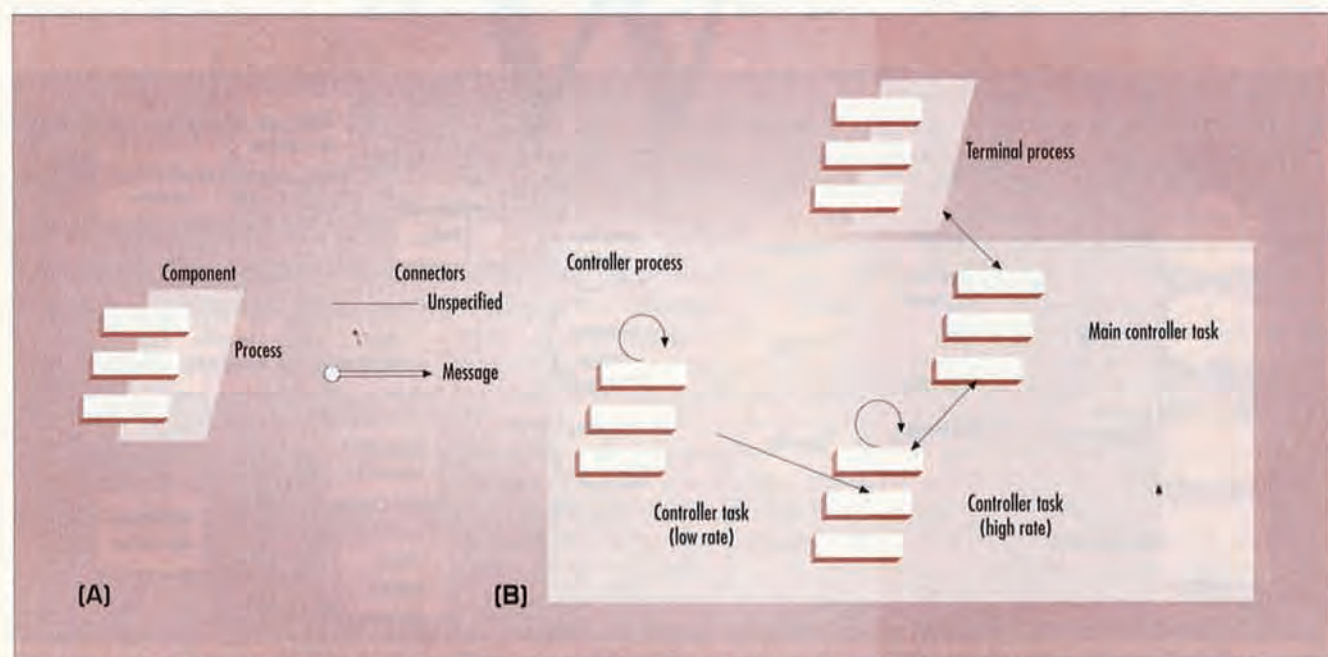 Component
Process
Connectors
Unspecified
Message
(A)
Terminal process
Controller process
Main controller task
Controller task
(low rate)
Controller task
(high rate)
(B)